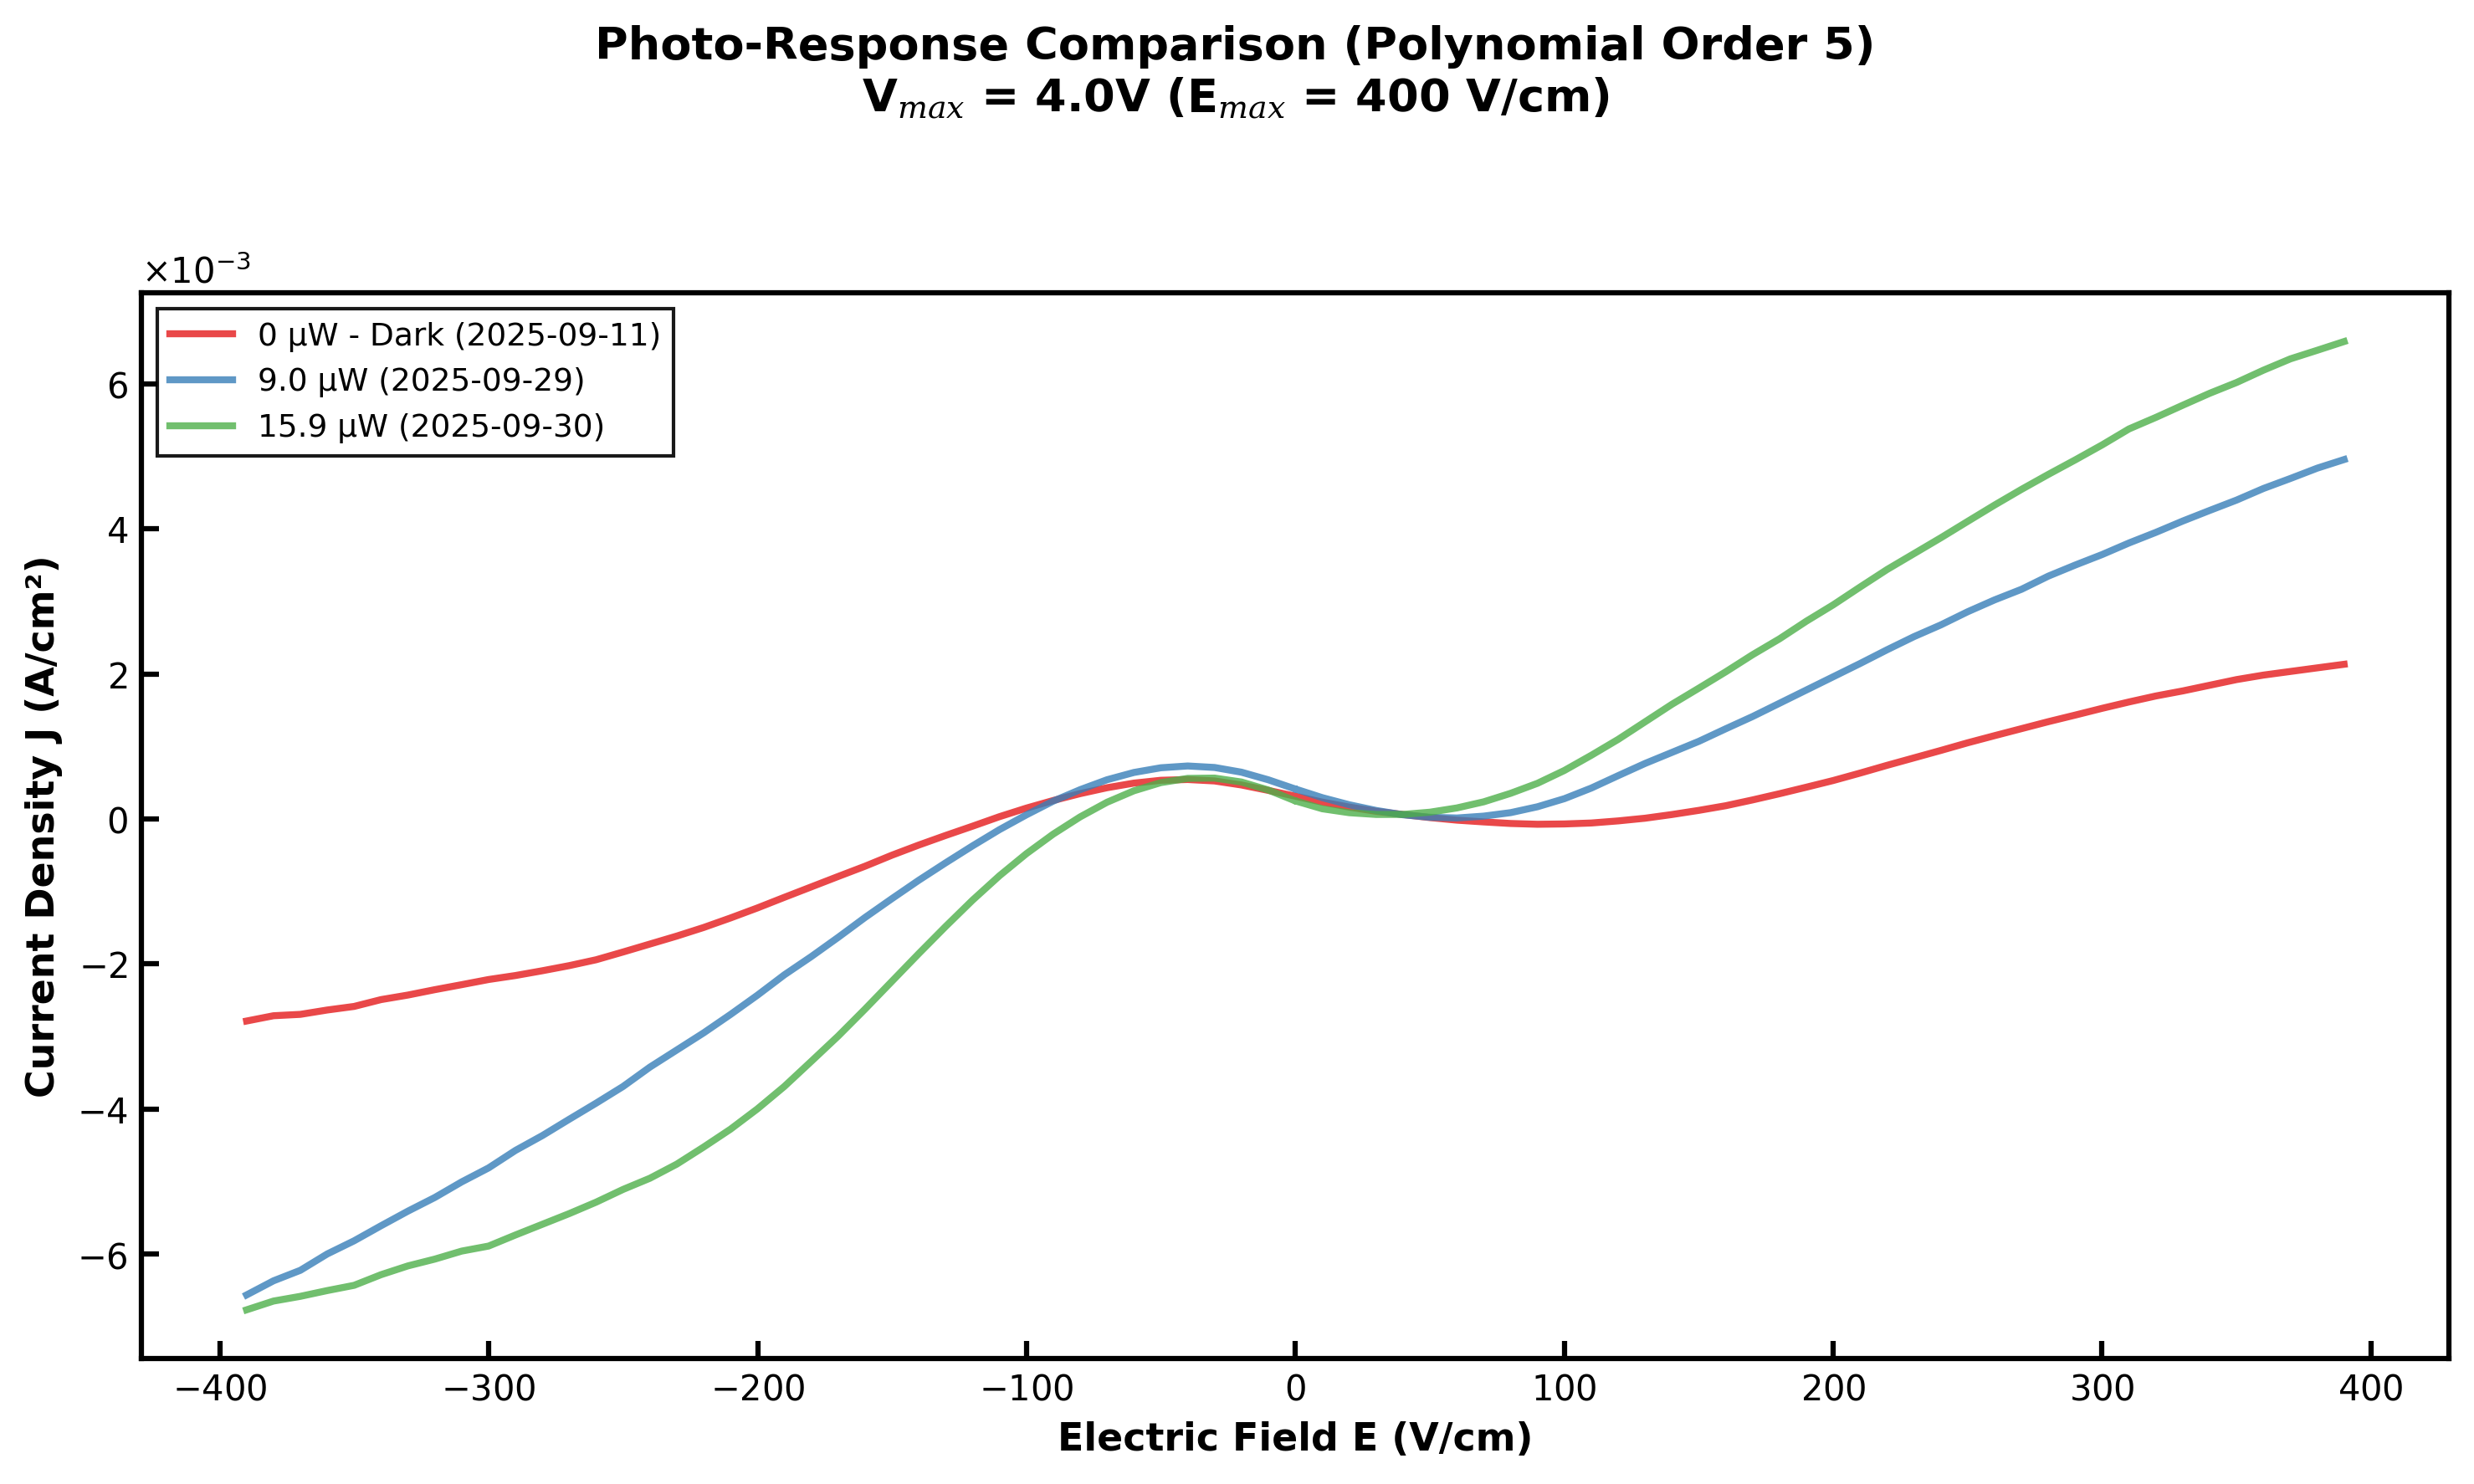 Photo-Response Comparison (Polynomial Order 5)
Vmax = 4.0V (Emax = 400 V/cm)
×10−3
0 μW - Dark (2025-09-11)
9.0 μW (2025-09-29)
15.9 μW (2025-09-30)
6
4
2
0
−2
−4
−6
Current Density J (A/cm²)
−400 −300 −200 −100 0 100 200 300 400
Electric Field E (V/cm)